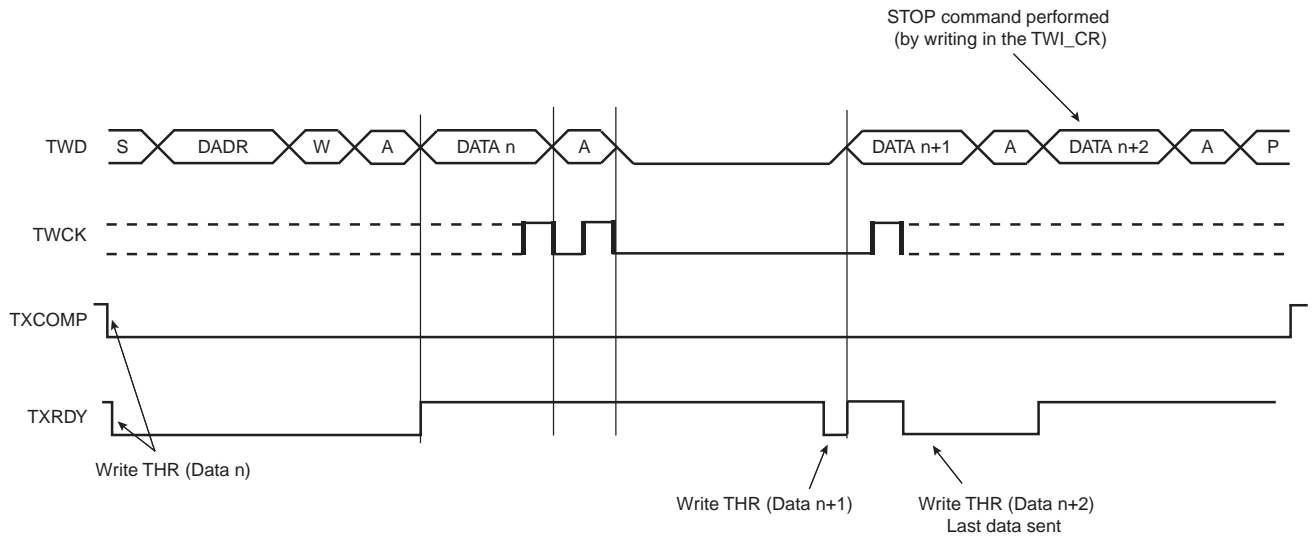 STOP command performed
(by writing in the TWI_CR)
TWD S DADR W A DATA n A DATA n+1 A DATA n+2 A P
TWCK
TXCOMP
TXRDY
Write THR (Data n)
Write THR (Data n+1) Write THR (Data n+2)
Last data sent